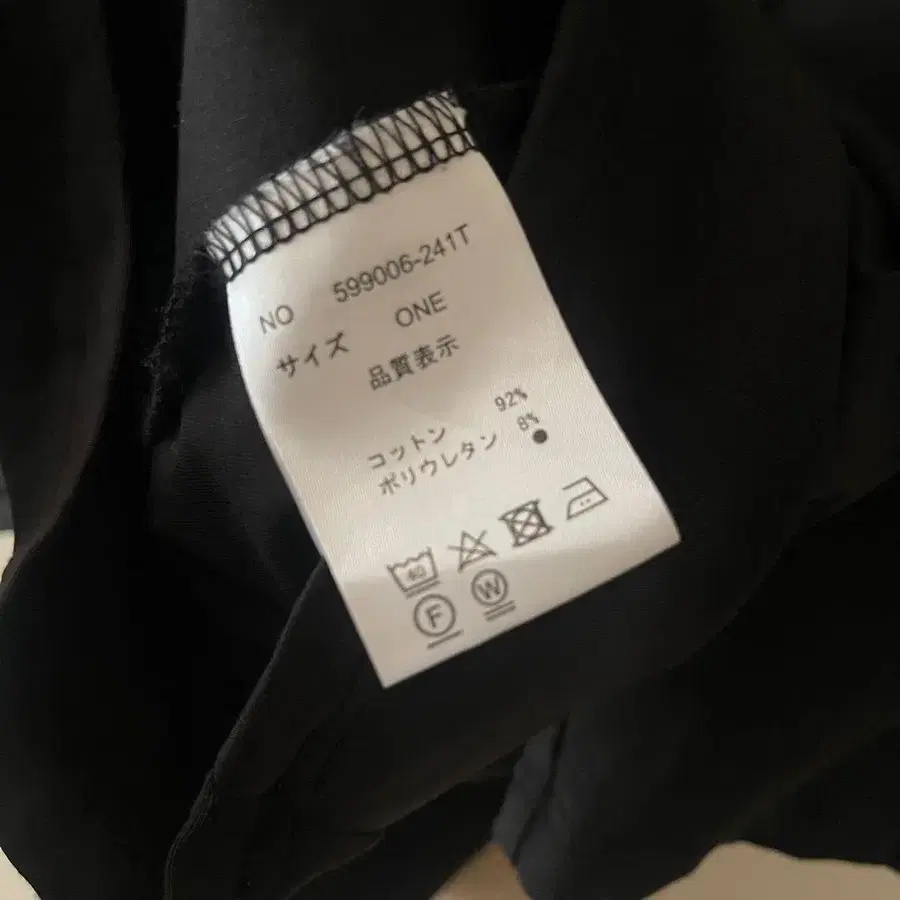 NO 599006-241T
サイズ ONE
品質表示
コットン 92%
ポリウレタン 8%
40
F W